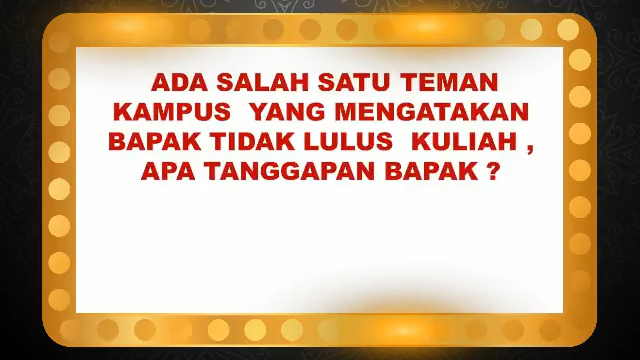 ADA SALAH SATU TEMAN
KAMPUS YANG MENGATAKAN
BAPAK TIDAK LULUS KULIAH ,
APA TANGGAPAN BAPAK ?